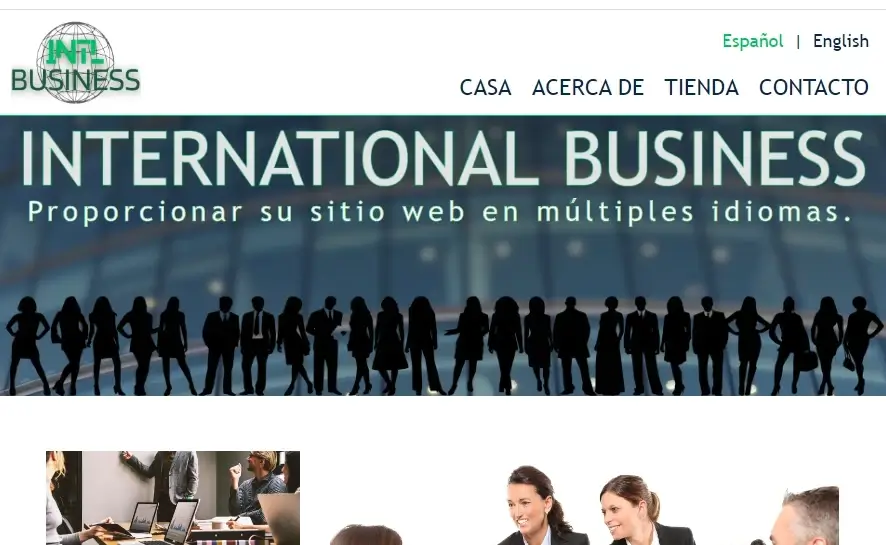 INTL
BUSINESS
Español | English
CASA ACERCA DE TIENDA CONTACTO
INTERNATIONAL BUSINESS
Proporcionar su sitio web en múltiples idiomas.